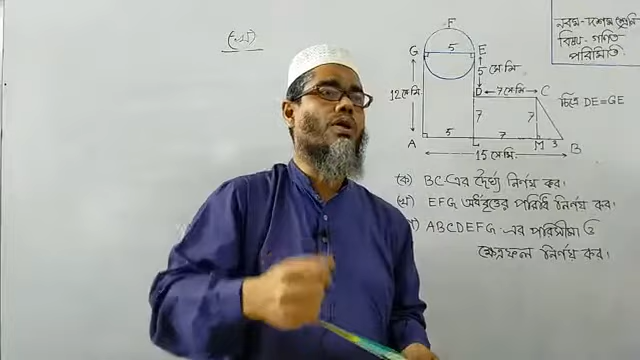 (খ)
নবম-দশম শ্রেণি
বিষয়- গণিত
পরিমিতি
F
G 5 E
5 সে.মি
12 সে.মি
D 7 সে.মি C
চিত্রে DE=GE
7 7
A 5 L 7 M 3 B
15 সে.মি
(ক) BC এর দৈর্ঘ্য নির্ণয় কর।
(খ) EFG অর্ধবৃত্তের পরিধি নির্ণয় কর।
ABCDEFG-এর পরিসীমা ও
ক্ষেত্রফল নির্ণয় কর।